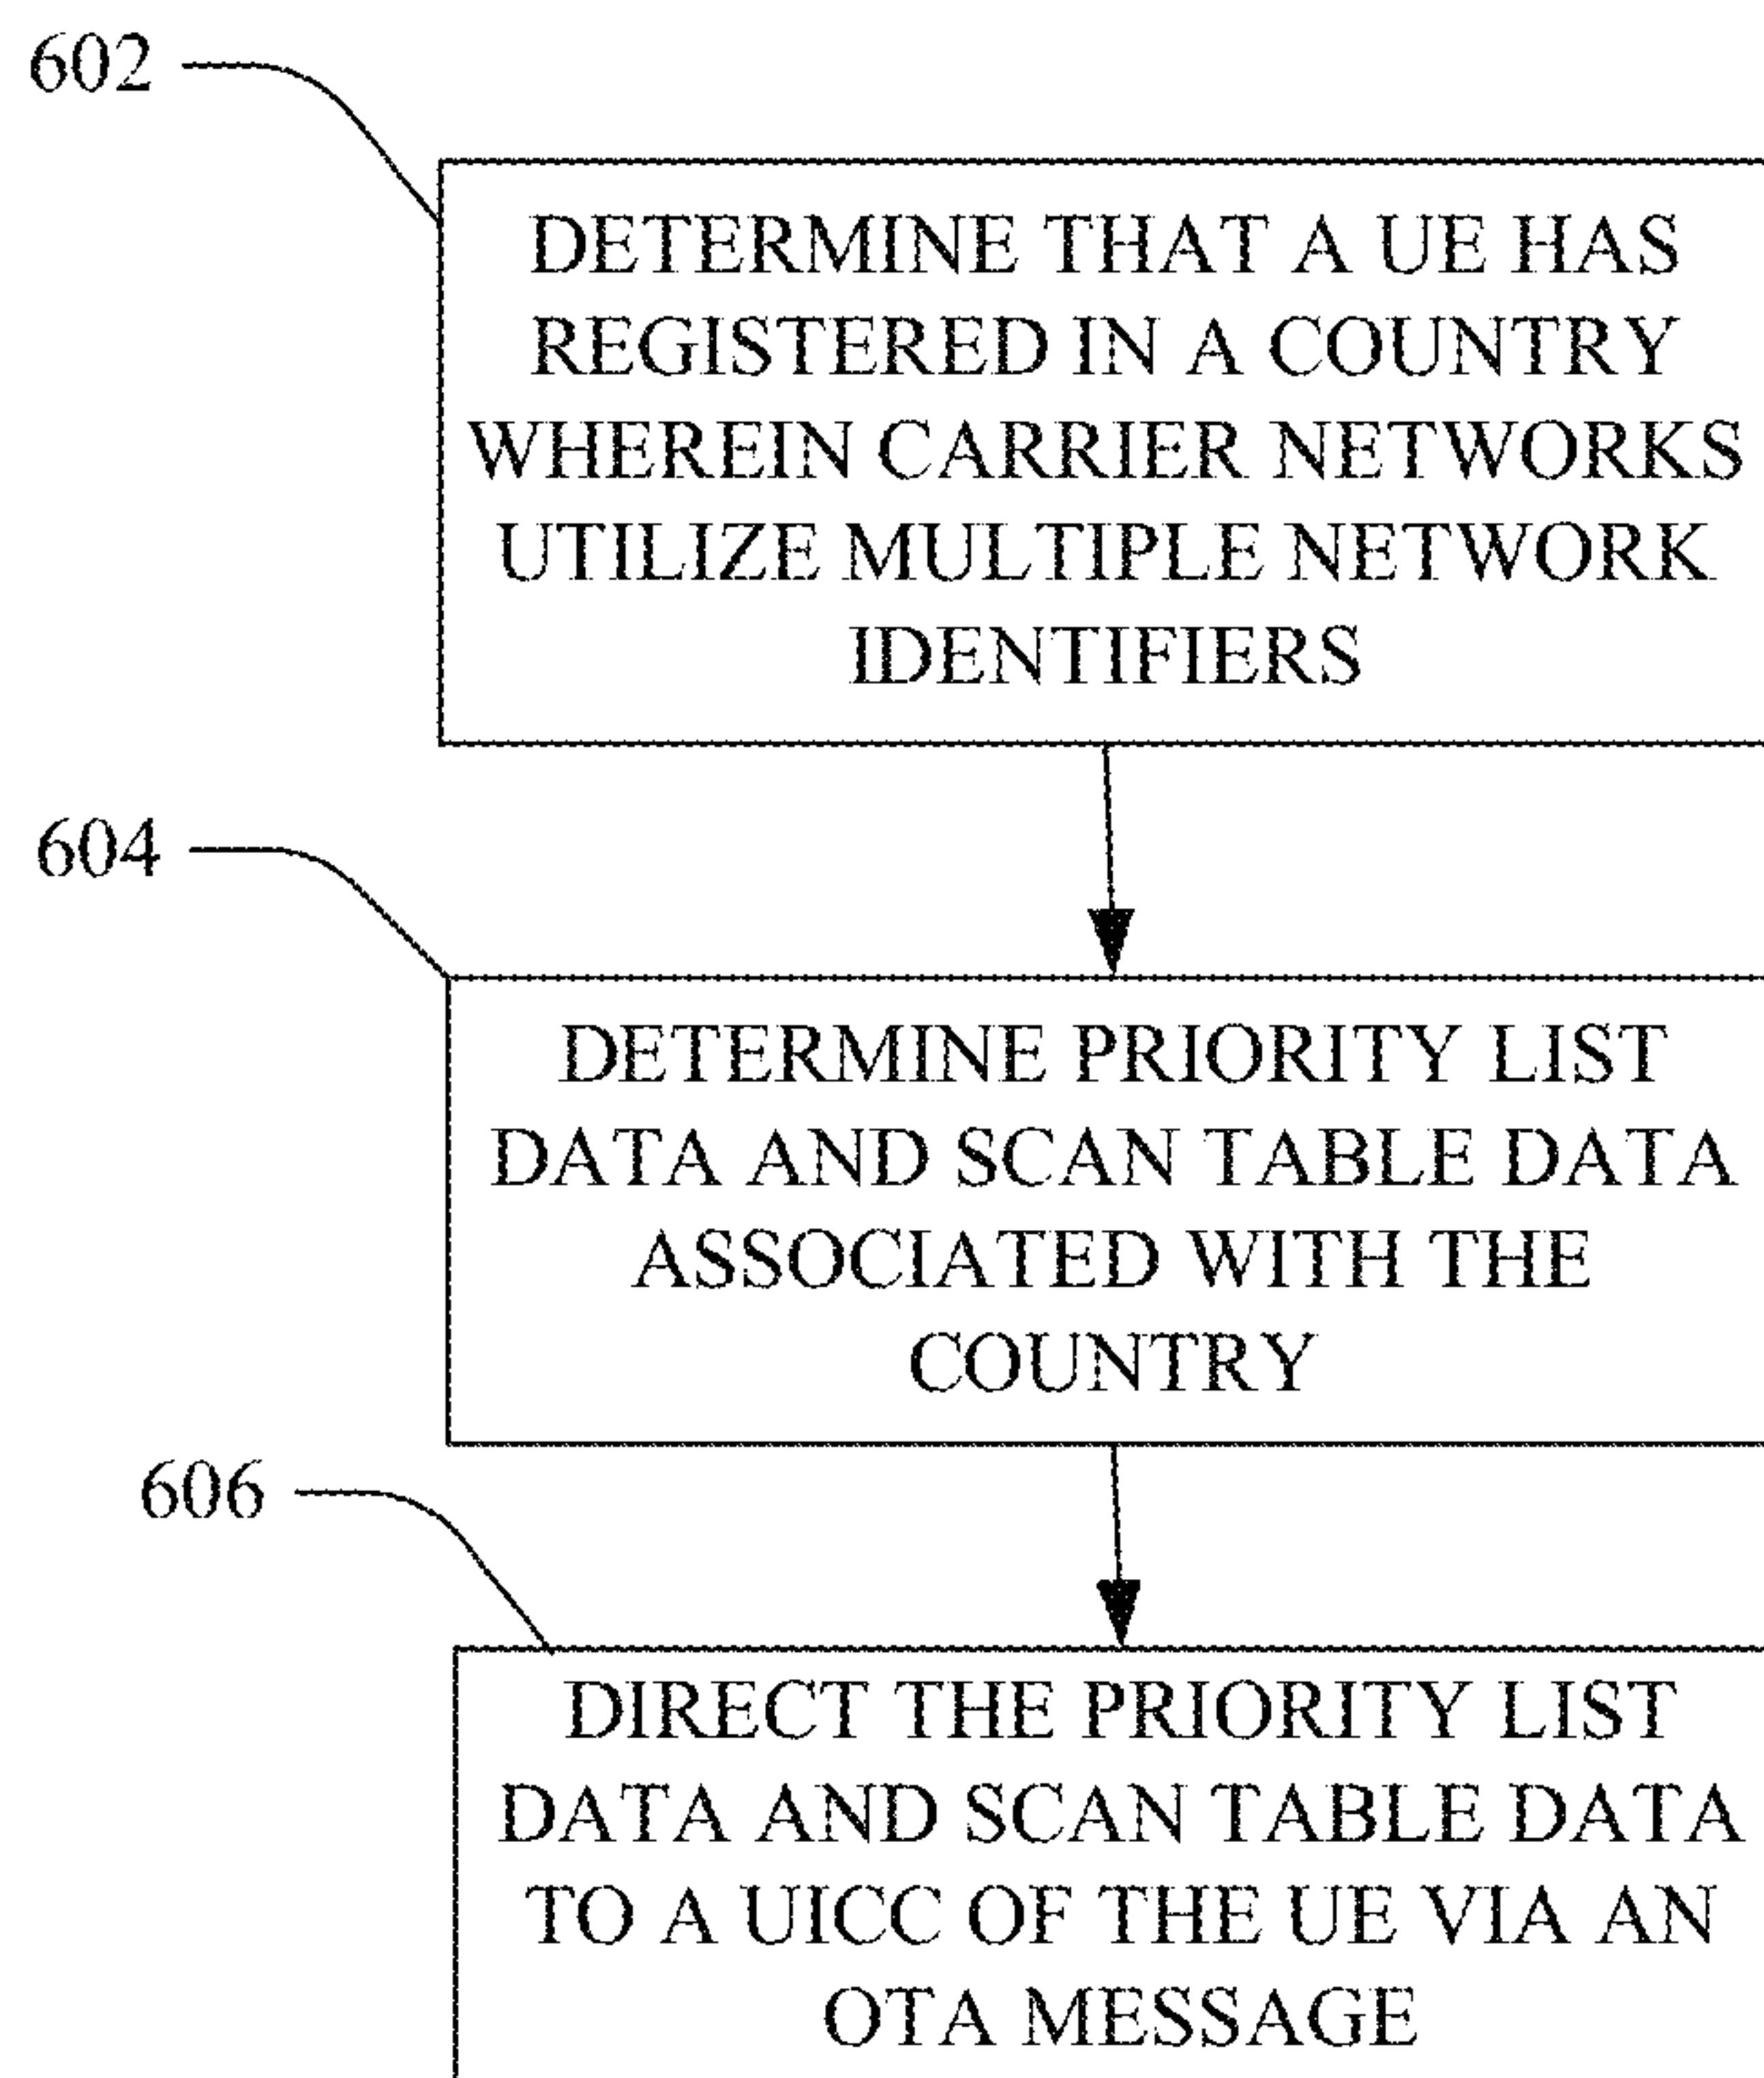 602
DETERMINE THAT A UE HAS
REGISTERED IN A COUNTRY
WHEREIN CARRIER NETWORKS
UTILIZE MULTIPLE NETWORK
IDENTIFIERS
604
DETERMINE PRIORITY LIST
DATA AND SCAN TABLE DATA
ASSOCIATED WITH THE
COUNTRY
606
DIRECT THE PRIORITY LIST
DATA AND SCAN TABLE DATA
TO A UICC OF THE UE VIA AN
OTA MESSAGE